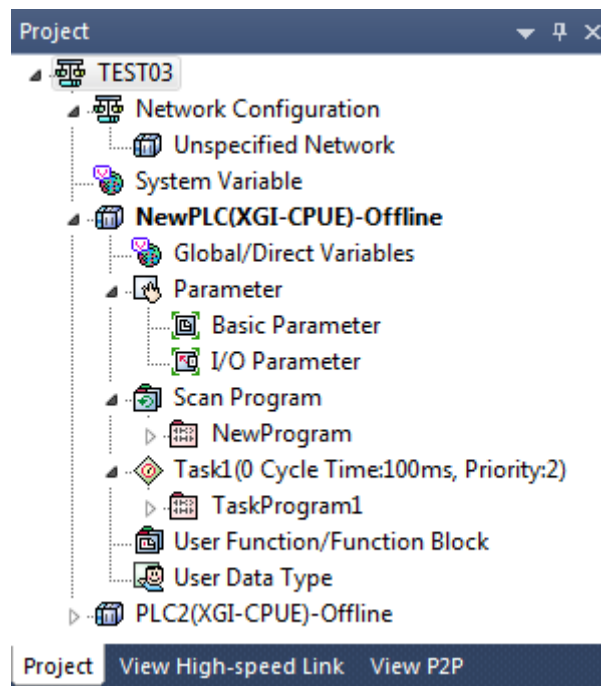 Project
TEST03
Network Configuration
Unspecified Network
System Variable
NewPLC(XGI-CPUE)-Offline
Global/Direct Variables
Parameter
Basic Parameter
I/O Parameter
Scan Program
NewProgram
Task1(0 Cycle Time:100ms, Priority:2)
TaskProgram1
User Function/Function Block
User Data Type
PLC2(XGI-CPUE)-Offline
Project View High-speed Link View P2P